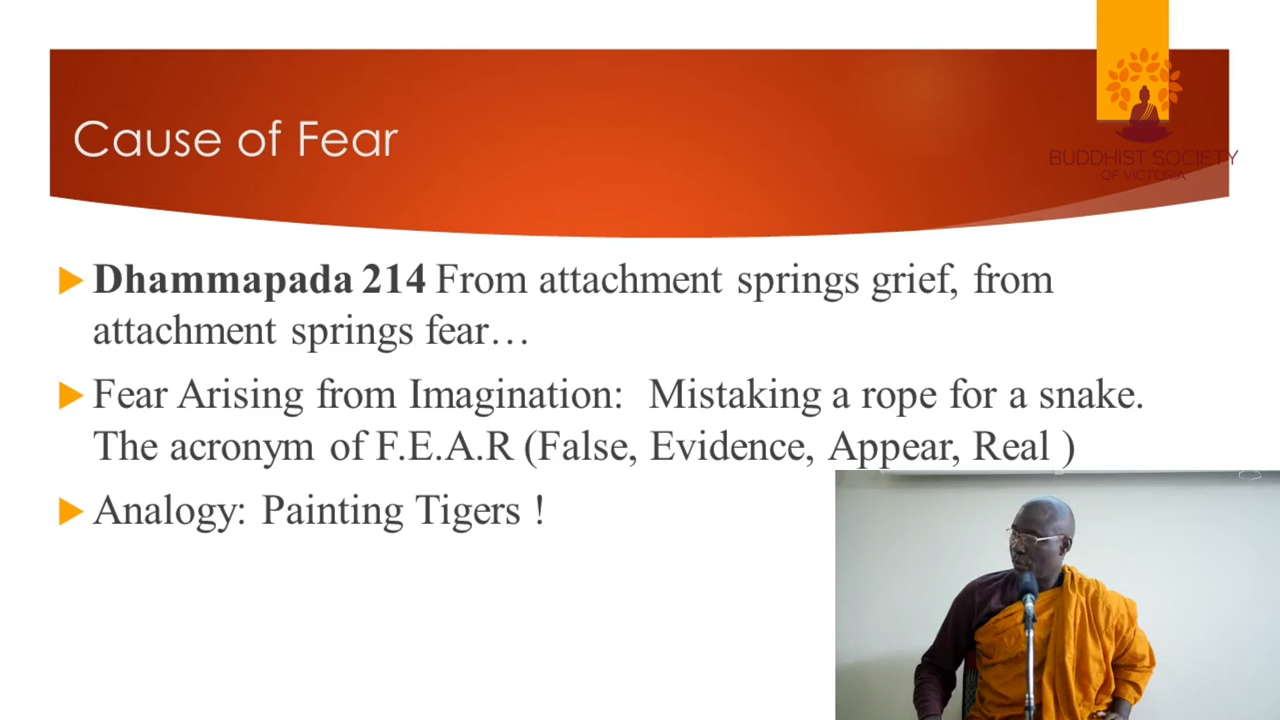 BUDDHIST SOCIETY
OF VICTORIA
Cause of Fear
Dhammapada 214 From attachment springs grief, from
attachment springs fear…
Fear Arising from Imagination: Mistaking a rope for a snake.
The acronym of F.E.A.R (False, Evidence, Appear, Real )
Analogy: Painting Tigers !